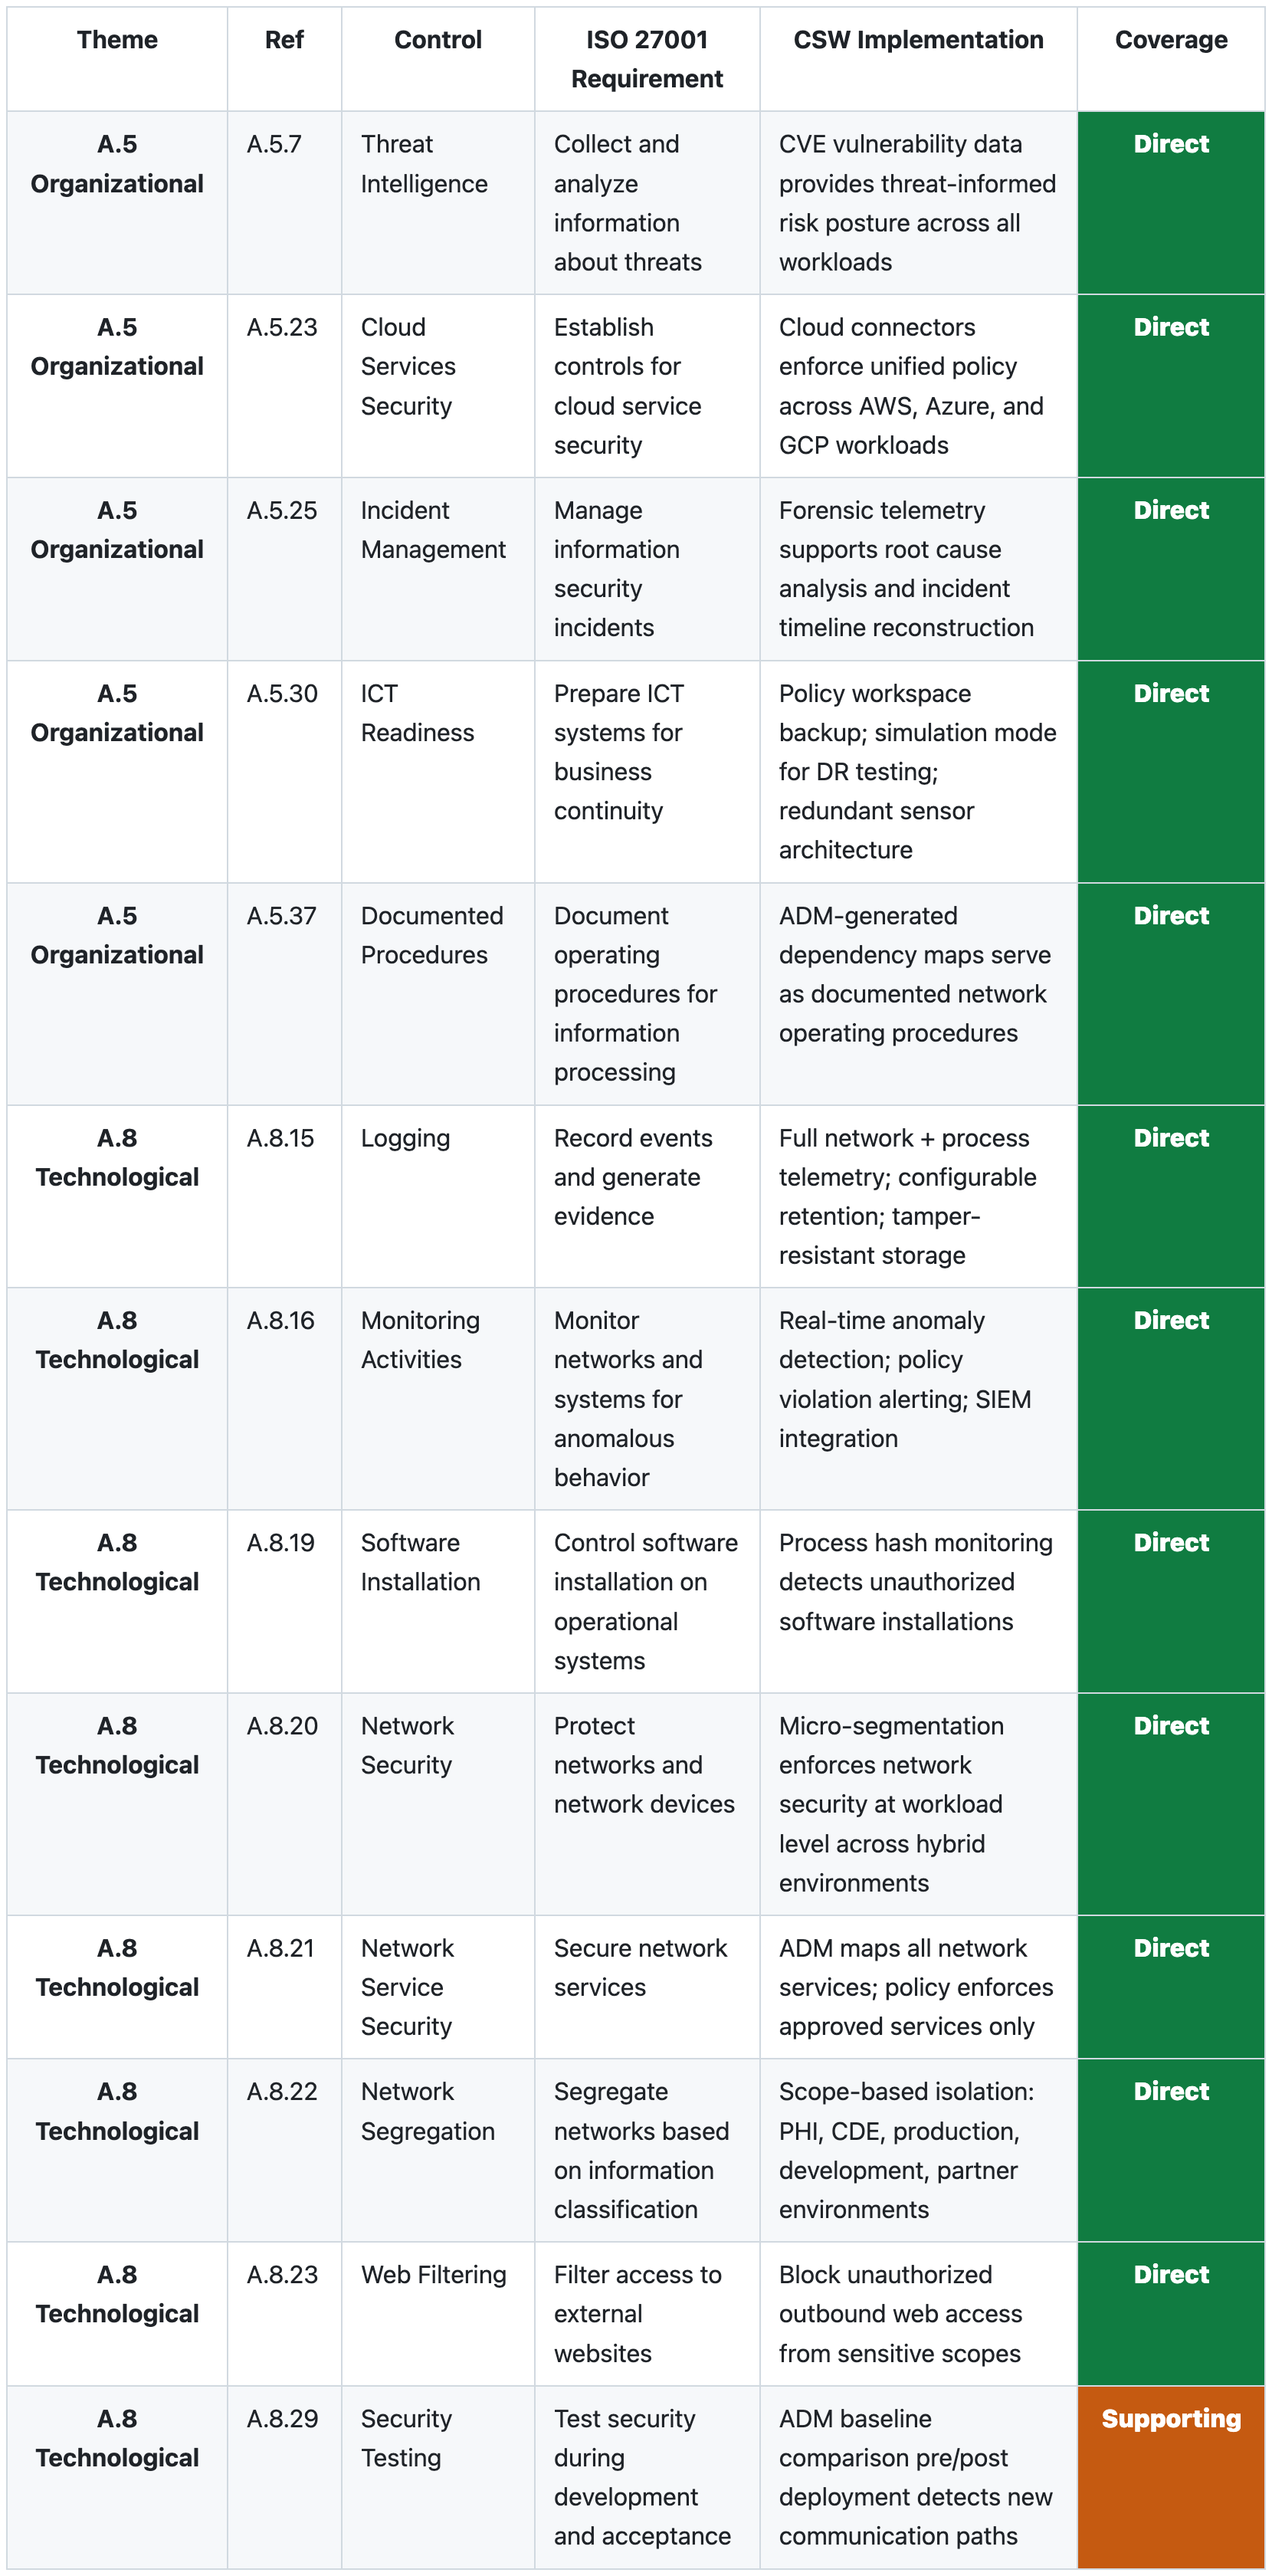 Theme
Ref
Control
ISO 27001
Requirement
CSW Implementation
Coverage
A.5
Organizational
A.5.7
Threat
Intelligence
Collect and
analyze
information
about threats
CVE vulnerability data
provides threat-informed
risk posture across all
workloads
Direct
A.5
Organizational
A.5.23
Cloud
Services
Security
Establish
controls for
cloud service
security
Cloud connectors
enforce unified policy
across AWS, Azure, and
GCP workloads
Direct
A.5
Organizational
A.5.25
Incident
Management
Manage
information
security
incidents
Forensic telemetry
supports root cause
analysis and incident
timeline reconstruction
Direct
A.5
Organizational
A.5.30
ICT
Readiness
Prepare ICT
systems for
business
continuity
Policy workspace
backup; simulation mode
for DR testing;
redundant sensor
architecture
Direct
A.5
Organizational
A.5.37
Documented
Procedures
Document
operating
procedures for
information
processing
ADM-generated
dependency maps serve
as documented network
operating procedures
Direct
A.8
Technological
A.8.15
Logging
Record events
and generate
evidence
Full network + process
telemetry; configurable
retention; tamper-
resistant storage
Direct
A.8
Technological
A.8.16
Monitoring
Activities
Monitor
networks and
systems for
anomalous
behavior
Real-time anomaly
detection; policy
violation alerting; SIEM
integration
Direct
A.8
Technological
A.8.19
Software
Installation
Control software
installation on
operational
systems
Process hash monitoring
detects unauthorized
software installations
Direct
A.8
Technological
A.8.20
Network
Security
Protect
networks and
network devices
Micro-segmentation
enforces network
security at workload
level across hybrid
environments
Direct
A.8
Technological
A.8.21
Network
Service
Security
Secure network
services
ADM maps all network
services; policy enforces
approved services only
Direct
A.8
Technological
A.8.22
Network
Segregation
Segregate
networks based
on information
classification
Scope-based isolation:
PHI, CDE, production,
development, partner
environments
Direct
A.8
Technological
A.8.23
Web Filtering
Filter access to
external
websites
Block unauthorized
outbound web access
from sensitive scopes
Direct
A.8
Technological
A.8.29
Security
Testing
Test security
during
development
and acceptance
ADM baseline
comparison pre/post
deployment detects new
communication paths
Supporting